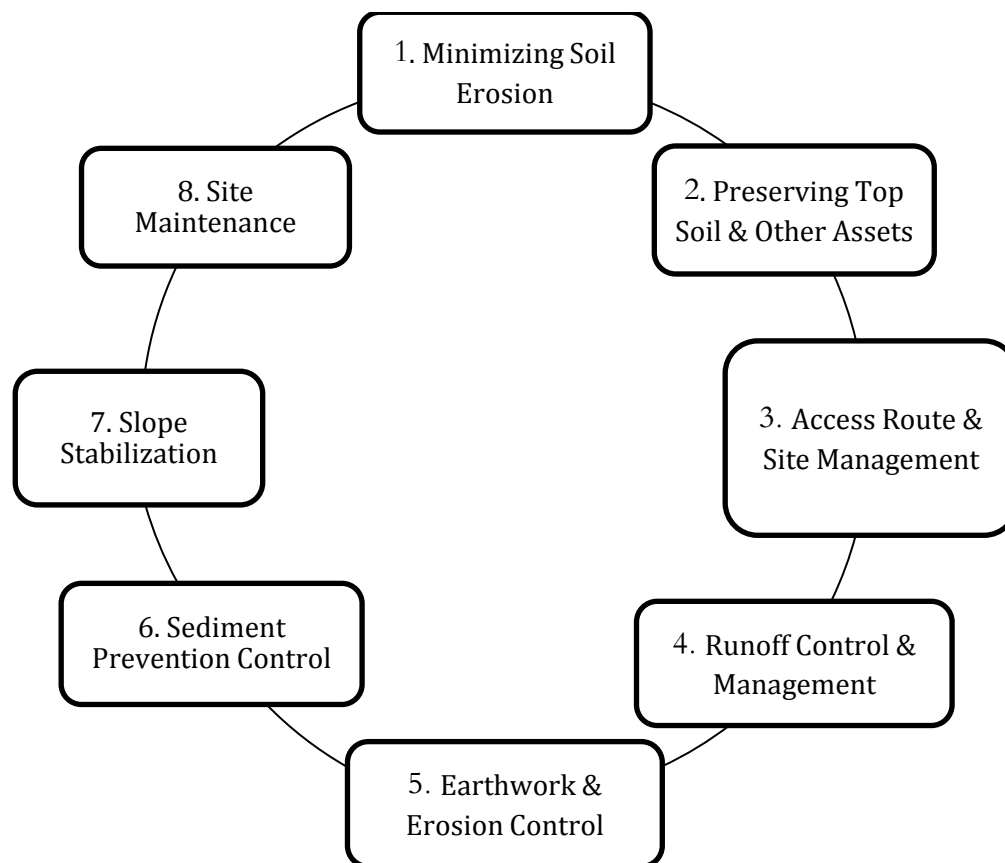 1. Minimizing Soil
Erosion
2. Preserving Top
Soil & Other Assets
3. Access Route &
Site Management
4. Runoff Control &
Management
5. Earthwork &
Erosion Control
6. Sediment
Prevention Control
7. Slope
Stabilization
8. Site
Maintenance